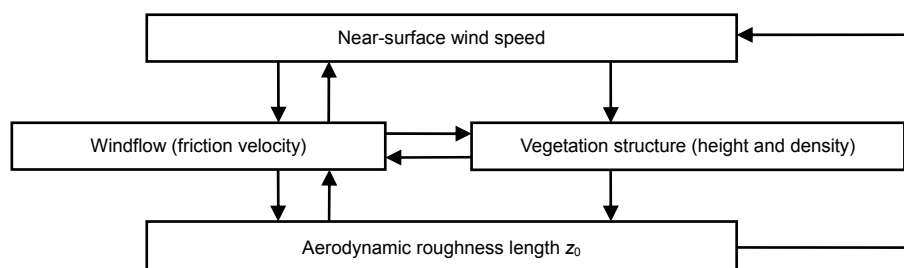 Near-surface wind speed
Windflow (friction velocity)
Vegetation structure (height and density)
Aerodynamic roughness length z₀